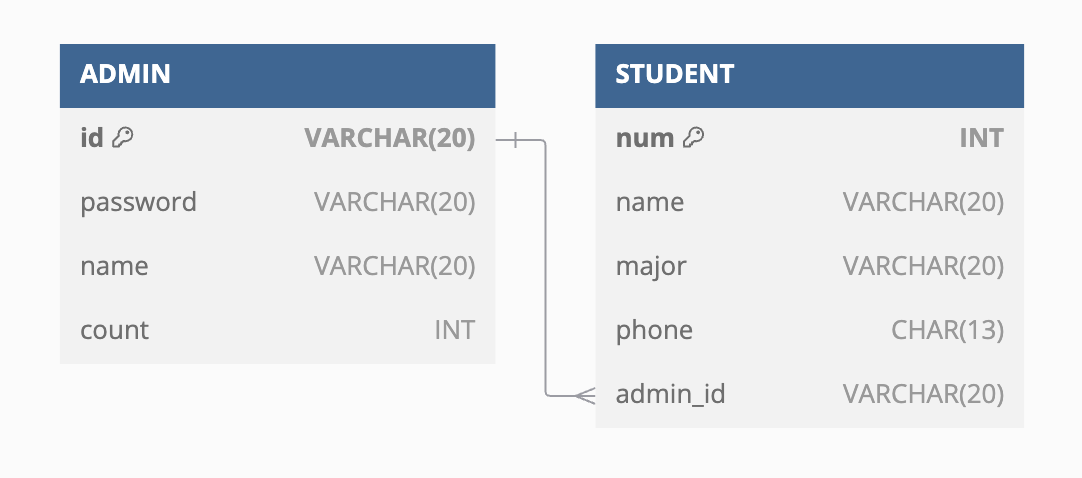 ADMIN
id VARCHAR(20)
password VARCHAR(20)
name VARCHAR(20)
count INT
STUDENT
num INT
name VARCHAR(20)
major VARCHAR(20)
phone CHAR(13)
admin_id VARCHAR(20)